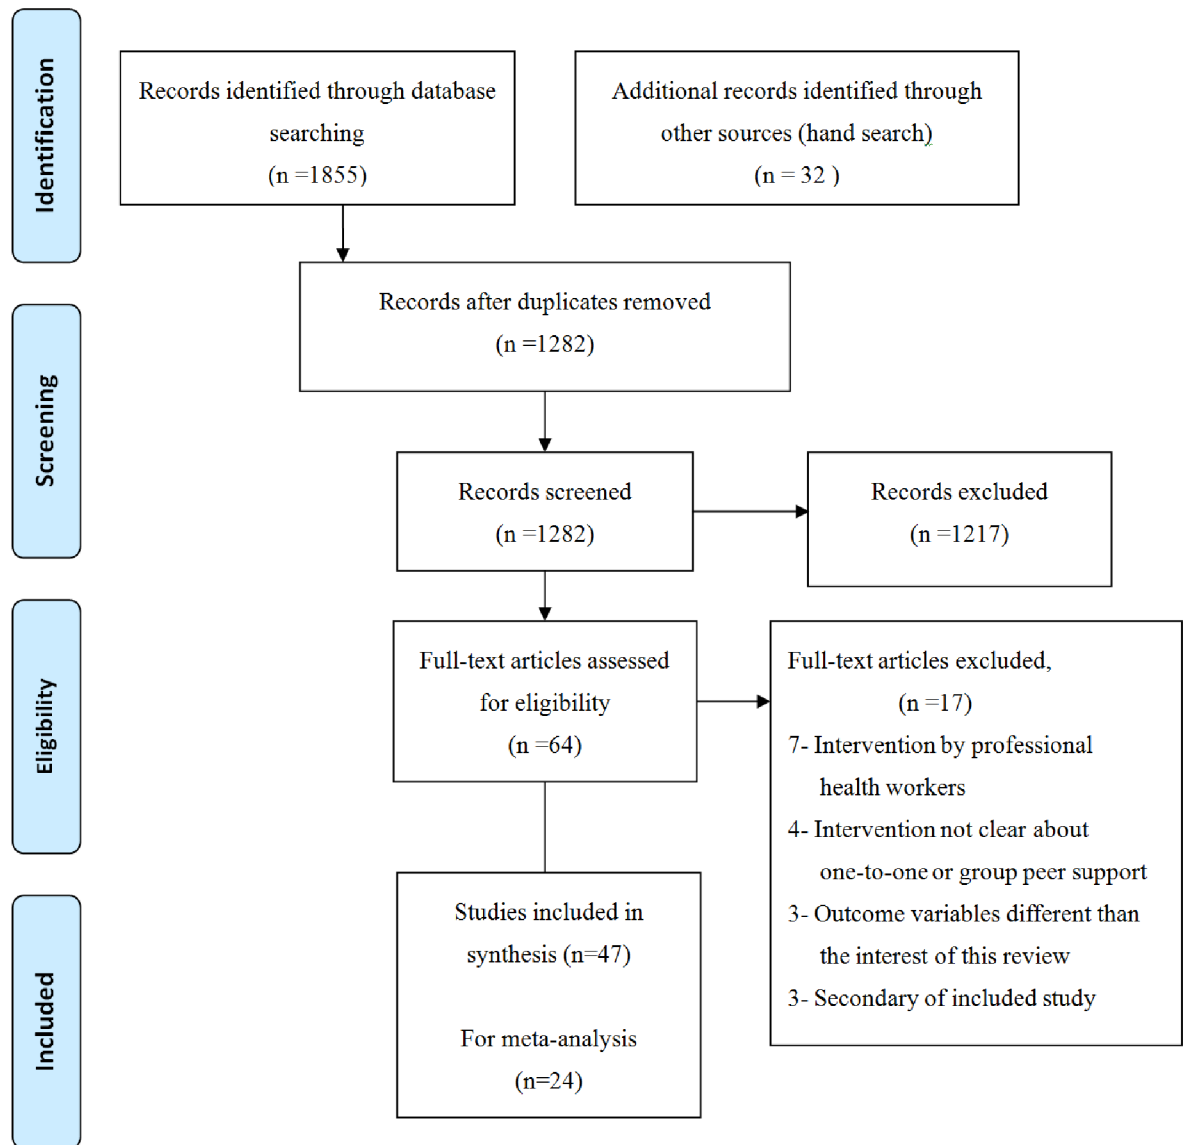 Identification
Records identified through database
searching
(n =1855)
Additional records identified through
other sources (hand search)
(n = 32 )
Records after duplicates removed
(n =1282)
Screening
Records screened
(n =1282)
Records excluded
(n =1217)
Eligibility
Full-text articles assessed
for eligibility
(n =64)
Full-text articles excluded,
(n =17)
7- Intervention by professional
health workers
4- Intervention not clear about
one-to-one or group peer support
3- Outcome variables different than
the interest of this review
3- Secondary of included study
Included
Studies included in
synthesis (n=47)
For meta-analysis
(n=24)